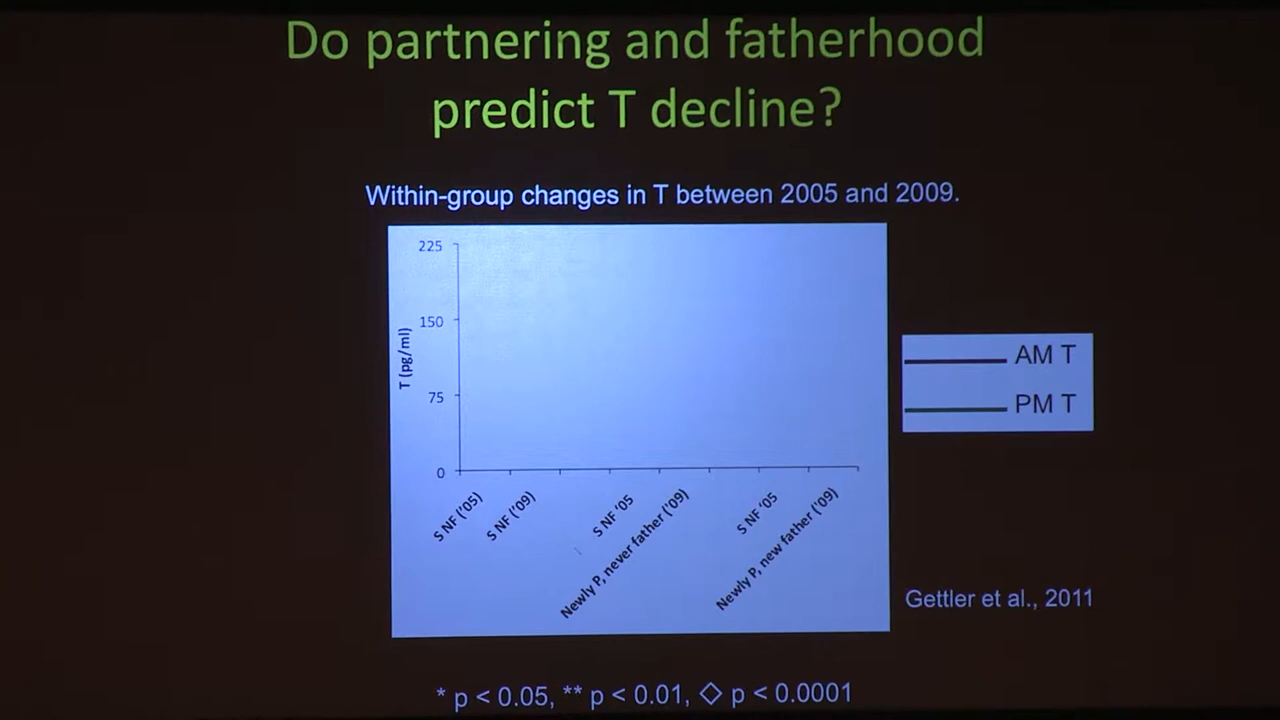 Do partnering and fatherhood
predict T decline?
Within-group changes in T between 2005 and 2009.
225
150
75
0
T (pg/ml)
S NF ('05)
S NF ('09)
S NF '05
Newly P, never father ('09)
S NF '05
Newly P, new father ('09)
AM T
PM T
Gettler et al., 2011
* p < 0.05, ** p < 0.01, ◇ p < 0.0001